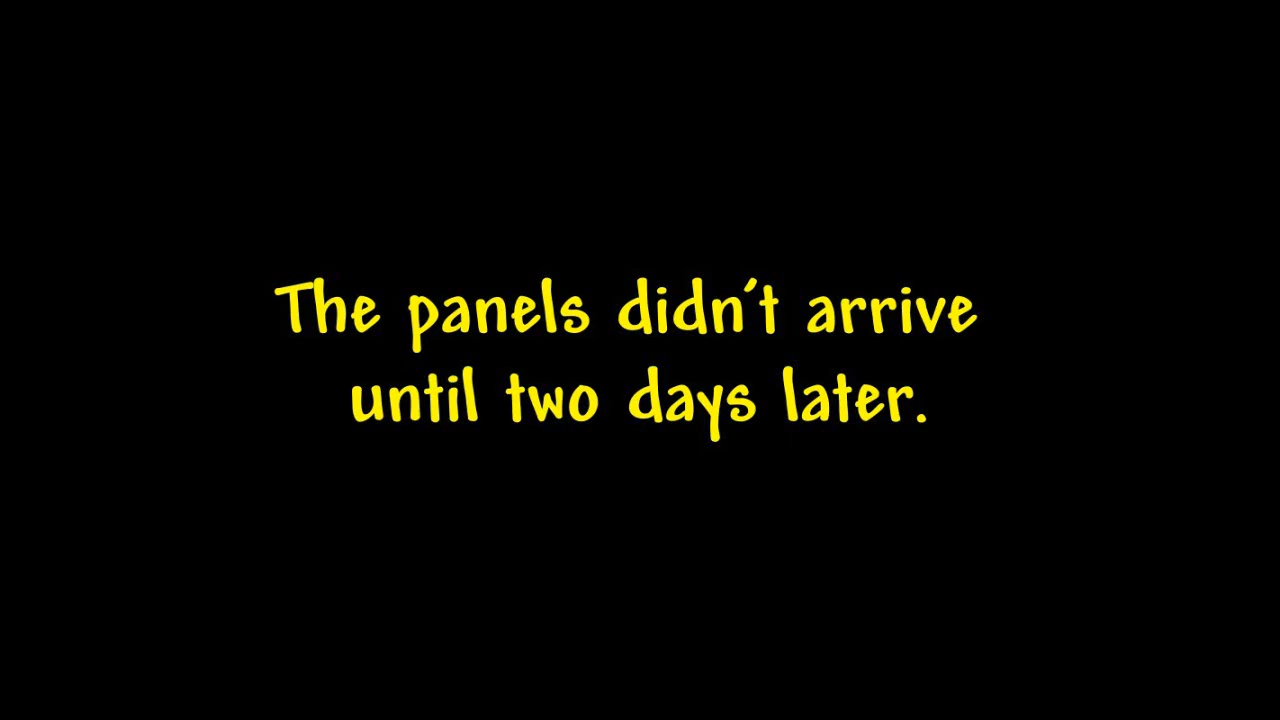 The panels didn't arrive
until two days later.